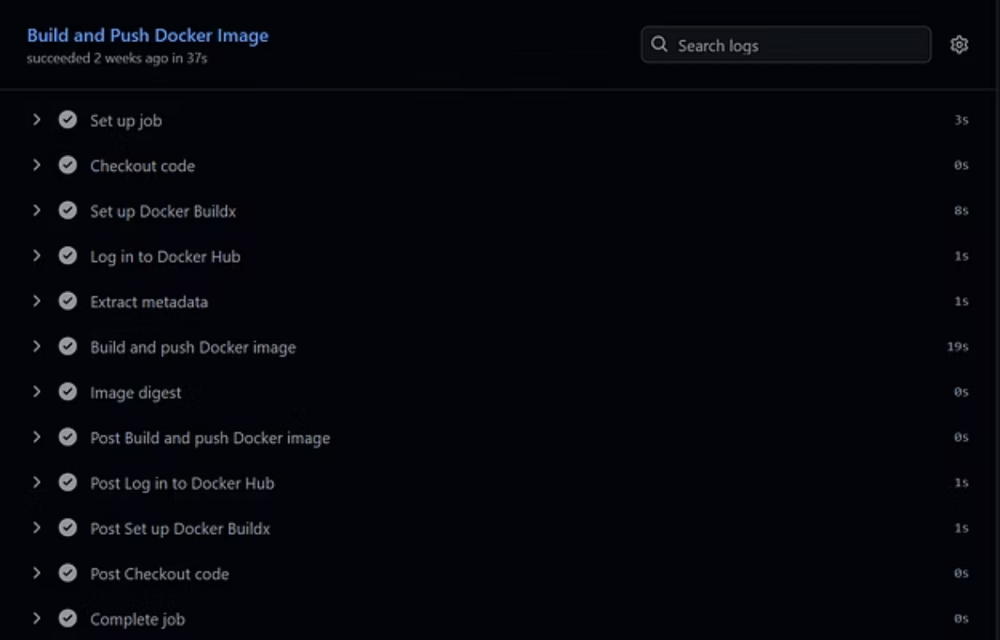 Build and Push Docker Image
succeeded 2 weeks ago in 37s
Search logs
Set up job 3s
Checkout code 0s
Set up Docker Buildx 8s
Log in to Docker Hub 1s
Extract metadata 1s
Build and push Docker image 19s
Image digest 0s
Post Build and push Docker image 0s
Post Log in to Docker Hub 1s
Post Set up Docker Buildx 1s
Post Checkout code 0s
Complete job 0s